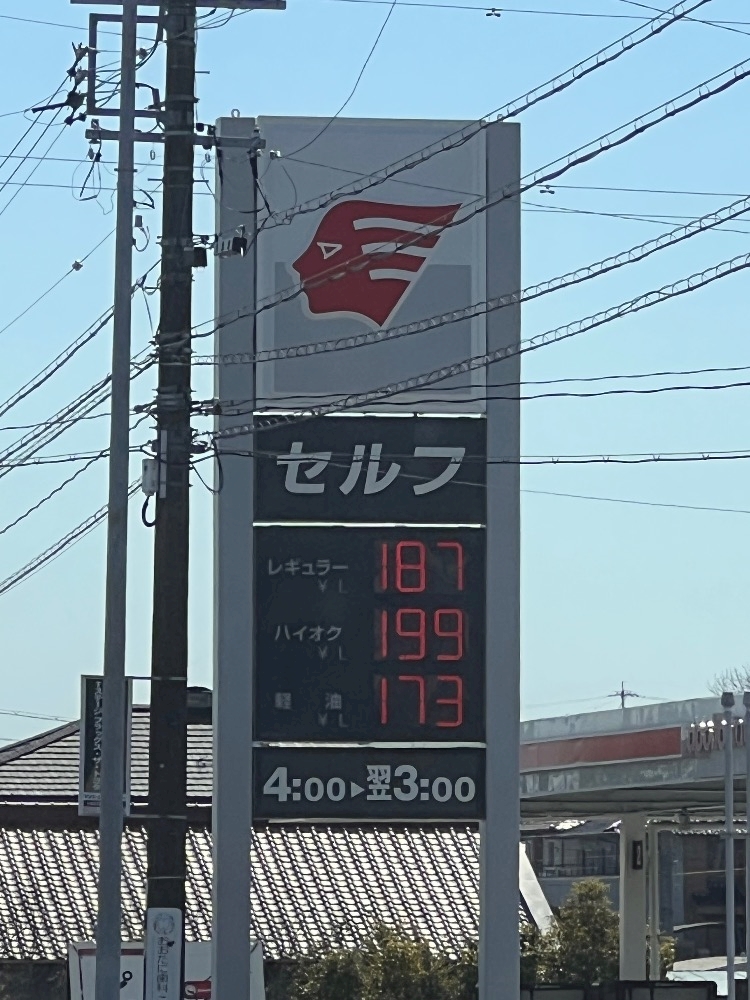 セルフ
レギュラー 187
￥ L
ハイオク 199
￥ L
軽 油 173
￥ L
4:00▶翌3:00